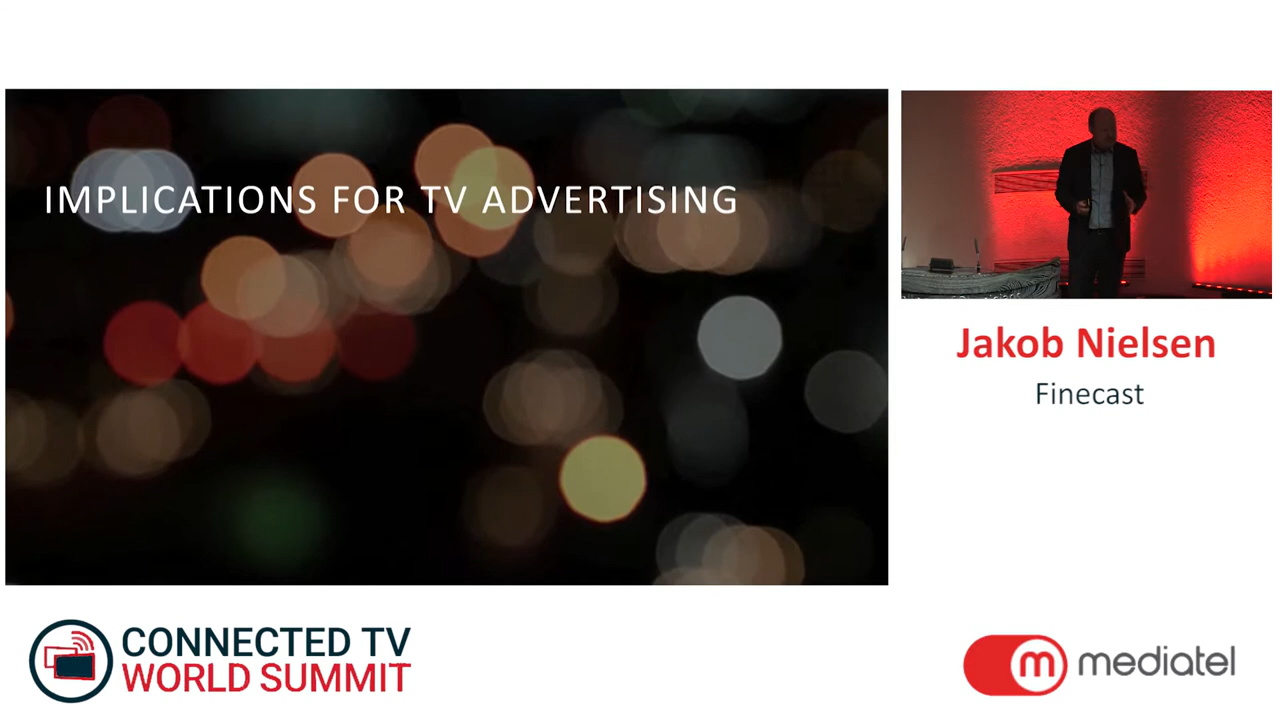 IMPLICATIONS FOR TV ADVERTISING
Jakob Nielsen
Finecast
CONNECTED TV
WORLD SUMMIT
m mediatel